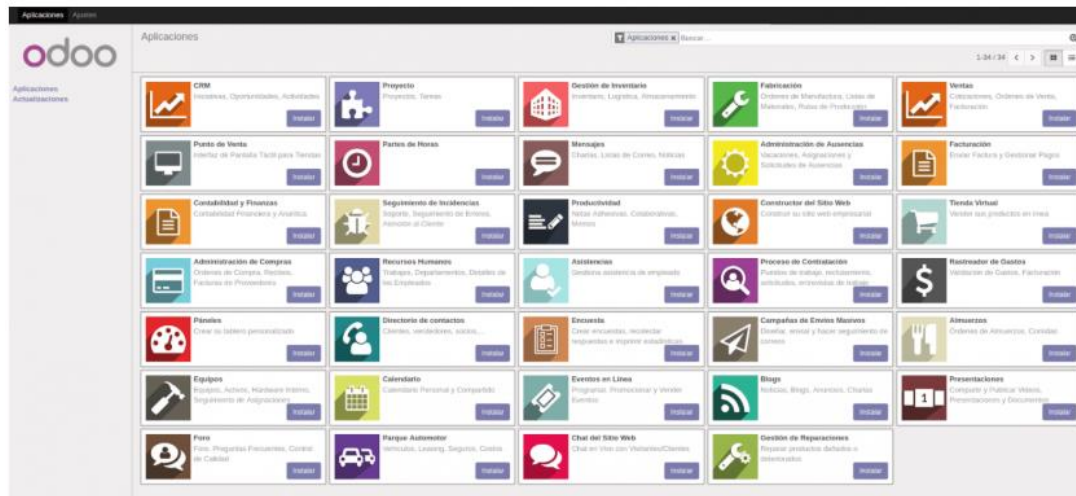 Aplicaciones Ajustes
odoo
Aplicaciones
Aplicaciones x Buscar...
1-34 / 34
Aplicaciones
Actualizaciones
CRM
Iniciativas, Oportunidades, Actividades
Instalar
Proyecto
Proyectos, Tareas
Instalar
Gestión de Inventario
Inventario, Logística, Almacenamiento
Instalar
Fabricación
Órdenes de Manufactura, Listas de
Materiales, Rutas de Producción
Instalar
Ventas
Cotizaciones, Órdenes de Venta,
Facturación
Instalar
Punto de Venta
Interfaz de Pantalla Táctil para Tiendas
Instalar
Partes de Horas
Instalar
Mensajes
Charlas, Listas de Correo, Noticias
Instalar
Administración de Ausencias
Vacaciones, Asignaciones y
Solicitudes de Ausencias
Instalar
Facturación
Enviar Factura y Gestionar Pagos
Instalar
Contabilidad y Finanzas
Contabilidad Financiera y Analítica
Instalar
Seguimiento de Incidencias
Soporte, Seguimiento de Errores,
Atención al Cliente
Instalar
Productividad
Notas Adhesivas, Colaborativas,
Memos
Instalar
Constructor del Sitio Web
Construir su sitio web empresarial
Instalar
Tienda Virtual
Vender sus productos en línea
Instalar
Administración de Compras
Órdenes de Compra, Recibos,
Facturas de Proveedores
Instalar
Recursos Humanos
Trabajos, Departamentos, Detalles de
los Empleados
Instalar
Asistencias
Gestiona asistencia de empleado
Instalar
Proceso de Contratación
Puestos de trabajo, reclutamiento,
solicitudes, entrevistas de trabajo
Instalar
Rastreador de Gastos
Validación de Gastos, Facturación
Instalar
Páneles
Crear su tablero personalizado
Instalar
Directorio de contactos
Clientes, vendedores, socios,...
Instalar
Encuesta
Crear encuestas, recolectar
respuestas e imprimir estadísticas
Instalar
Campañas de Envíos Masivos
Diseñar, enviar y hacer seguimiento de
correos
Instalar
Almuerzos
Órdenes de Almuerzos, Comidas
Instalar
Equipos
Equipos, Activos, Hardware Interno,
Seguimiento de Asignaciones
Instalar
Calendario
Calendario Personal y Compartido
Instalar
Eventos en Línea
Programar, Promocionar y Vender
Eventos
Instalar
Blogs
Noticias, Blogs, Anuncios, Charlas
Instalar
Presentaciones
Compartir y Publicar Videos,
Presentaciones y Documentos
1
Instalar
Foro
Foro, Preguntas Frecuentes, Control
de Calidad
Instalar
Parque Automotor
Vehículos, Leasing, Seguros, Costos
Instalar
Chat del Sitio Web
Chat en Vivo con Visitantes/Clientes
Instalar
Gestión de Reparaciones
Reparar productos dañados o
deteriorados
Instalar